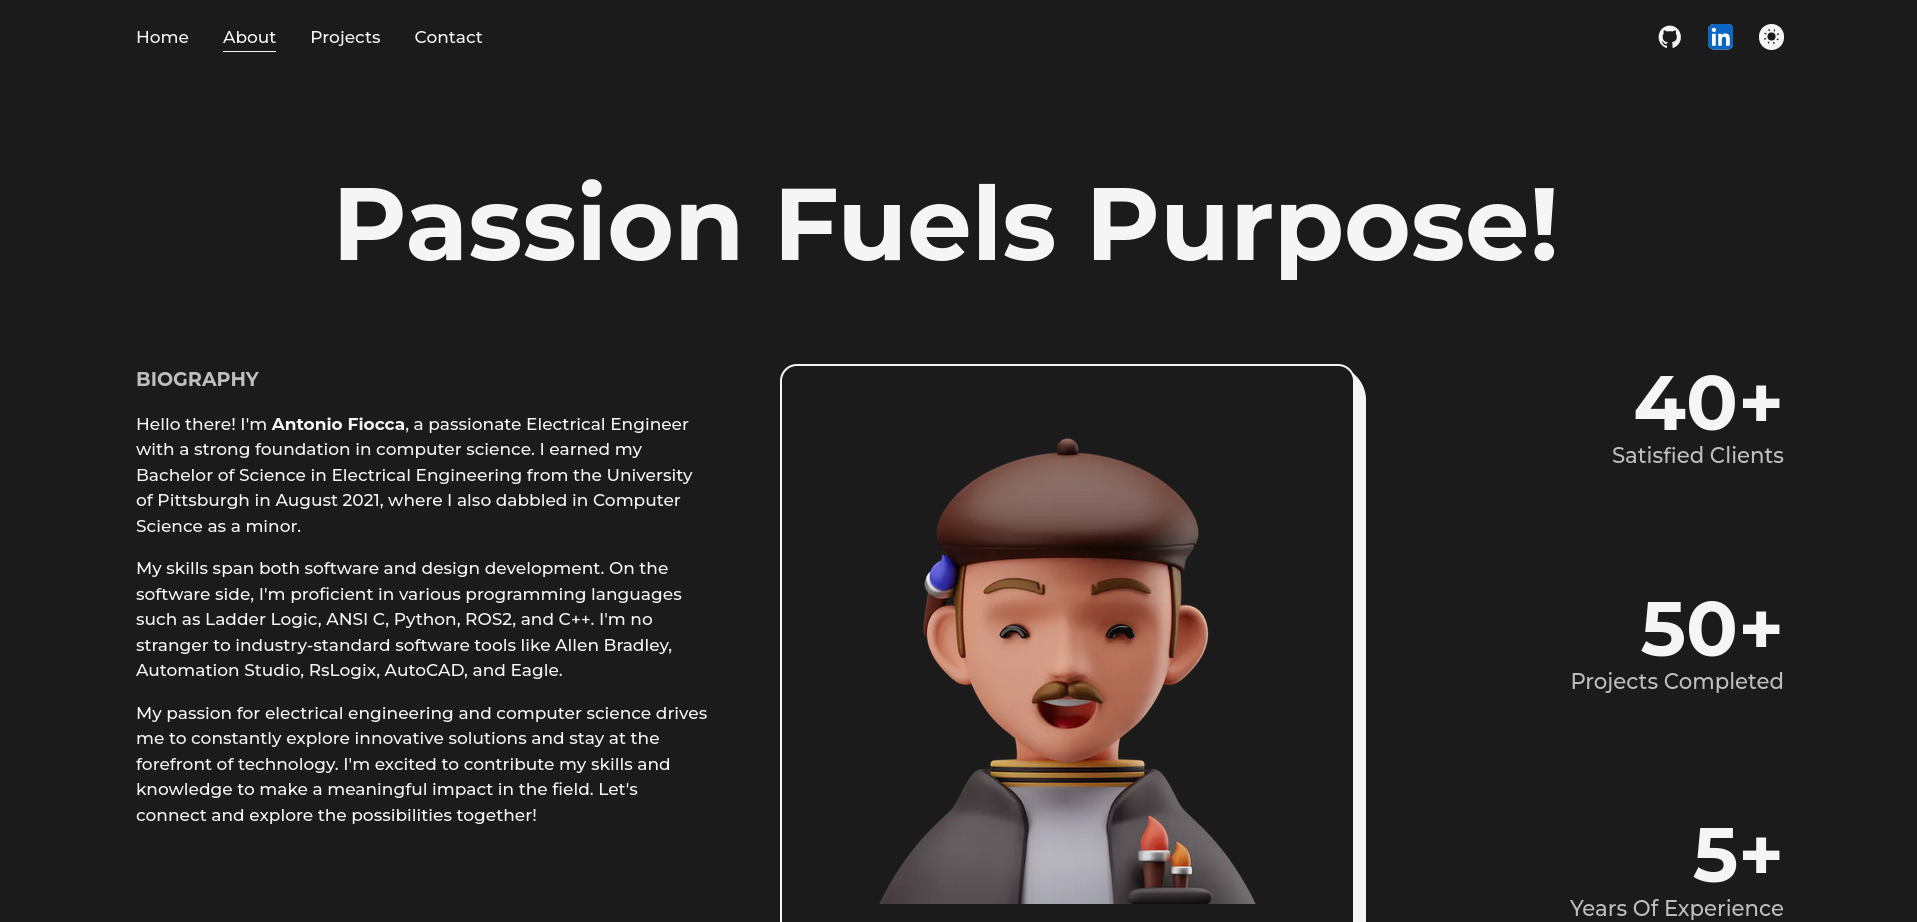 Home About Projects Contact
in
Passion Fuels Purpose!
BIOGRAPHY
Hello there! I'm Antonio Fiocca, a passionate Electrical Engineer
with a strong foundation in computer science. I earned my
Bachelor of Science in Electrical Engineering from the University
of Pittsburgh in August 2021, where I also dabbled in Computer
Science as a minor.
My skills span both software and design development. On the
software side, I'm proficient in various programming languages
such as Ladder Logic, ANSI C, Python, ROS2, and C++. I'm no
stranger to industry-standard software tools like Allen Bradley,
Automation Studio, RsLogix, AutoCAD, and Eagle.
My passion for electrical engineering and computer science drives
me to constantly explore innovative solutions and stay at the
forefront of technology. I'm excited to contribute my skills and
knowledge to make a meaningful impact in the field. Let's
connect and explore the possibilities together!
40+
Satisfied Clients
50+
Projects Completed
5+
Years Of Experience